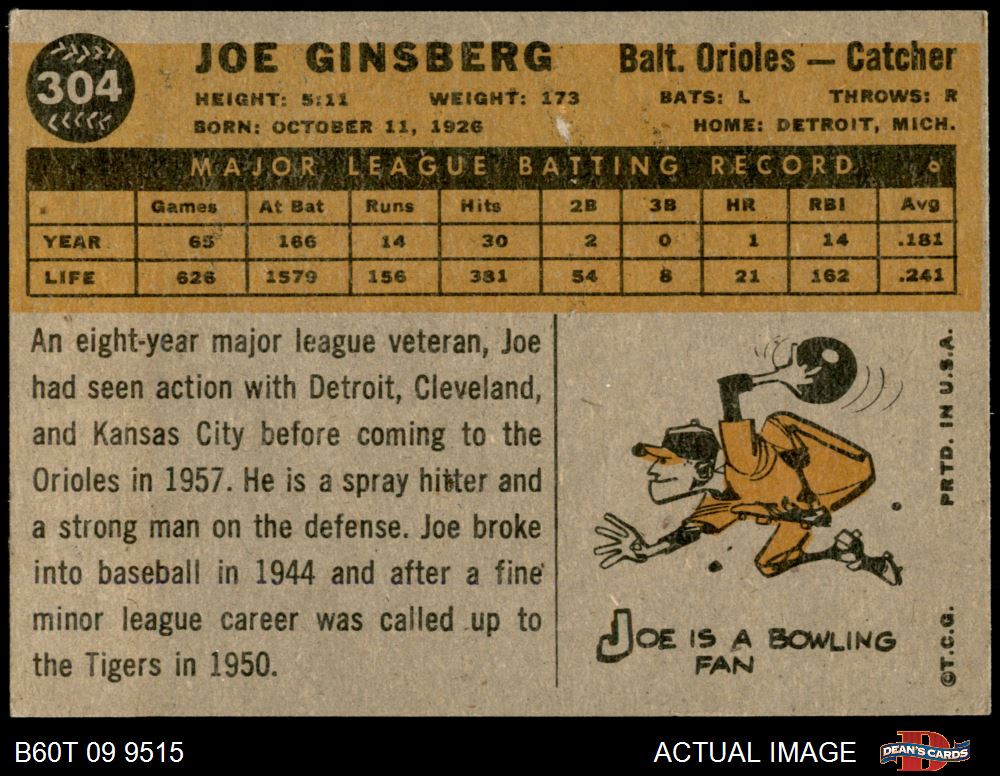 304
JOE GINSBERG
Balt. Orioles — Catcher
HEIGHT: 5:11 WEIGHT: 173 BATS: L THROWS: R
BORN: OCTOBER 11, 1926 HOME: DETROIT, MICH.
MAJOR LEAGUE BATTING RECORD
Games At Bat Runs Hits 2B 3B HR RBI Avg
YEAR 65 166 14 30 2 0 1 14 .181
LIFE 626 1579 156 381 54 8 21 162 .241
An eight-year major league veteran, Joe
had seen action with Detroit, Cleveland,
and Kansas City before coming to the
Orioles in 1957. He is a spray hitter and
a strong man on the defense. Joe broke
into baseball in 1944 and after a fine
minor league career was called up to
the Tigers in 1950.
JOE IS A BOWLING
FAN
PRTD. IN U.S.A.
©T.C.G.
B60T 09 9515
ACTUAL IMAGE
DEAN'S CARDS